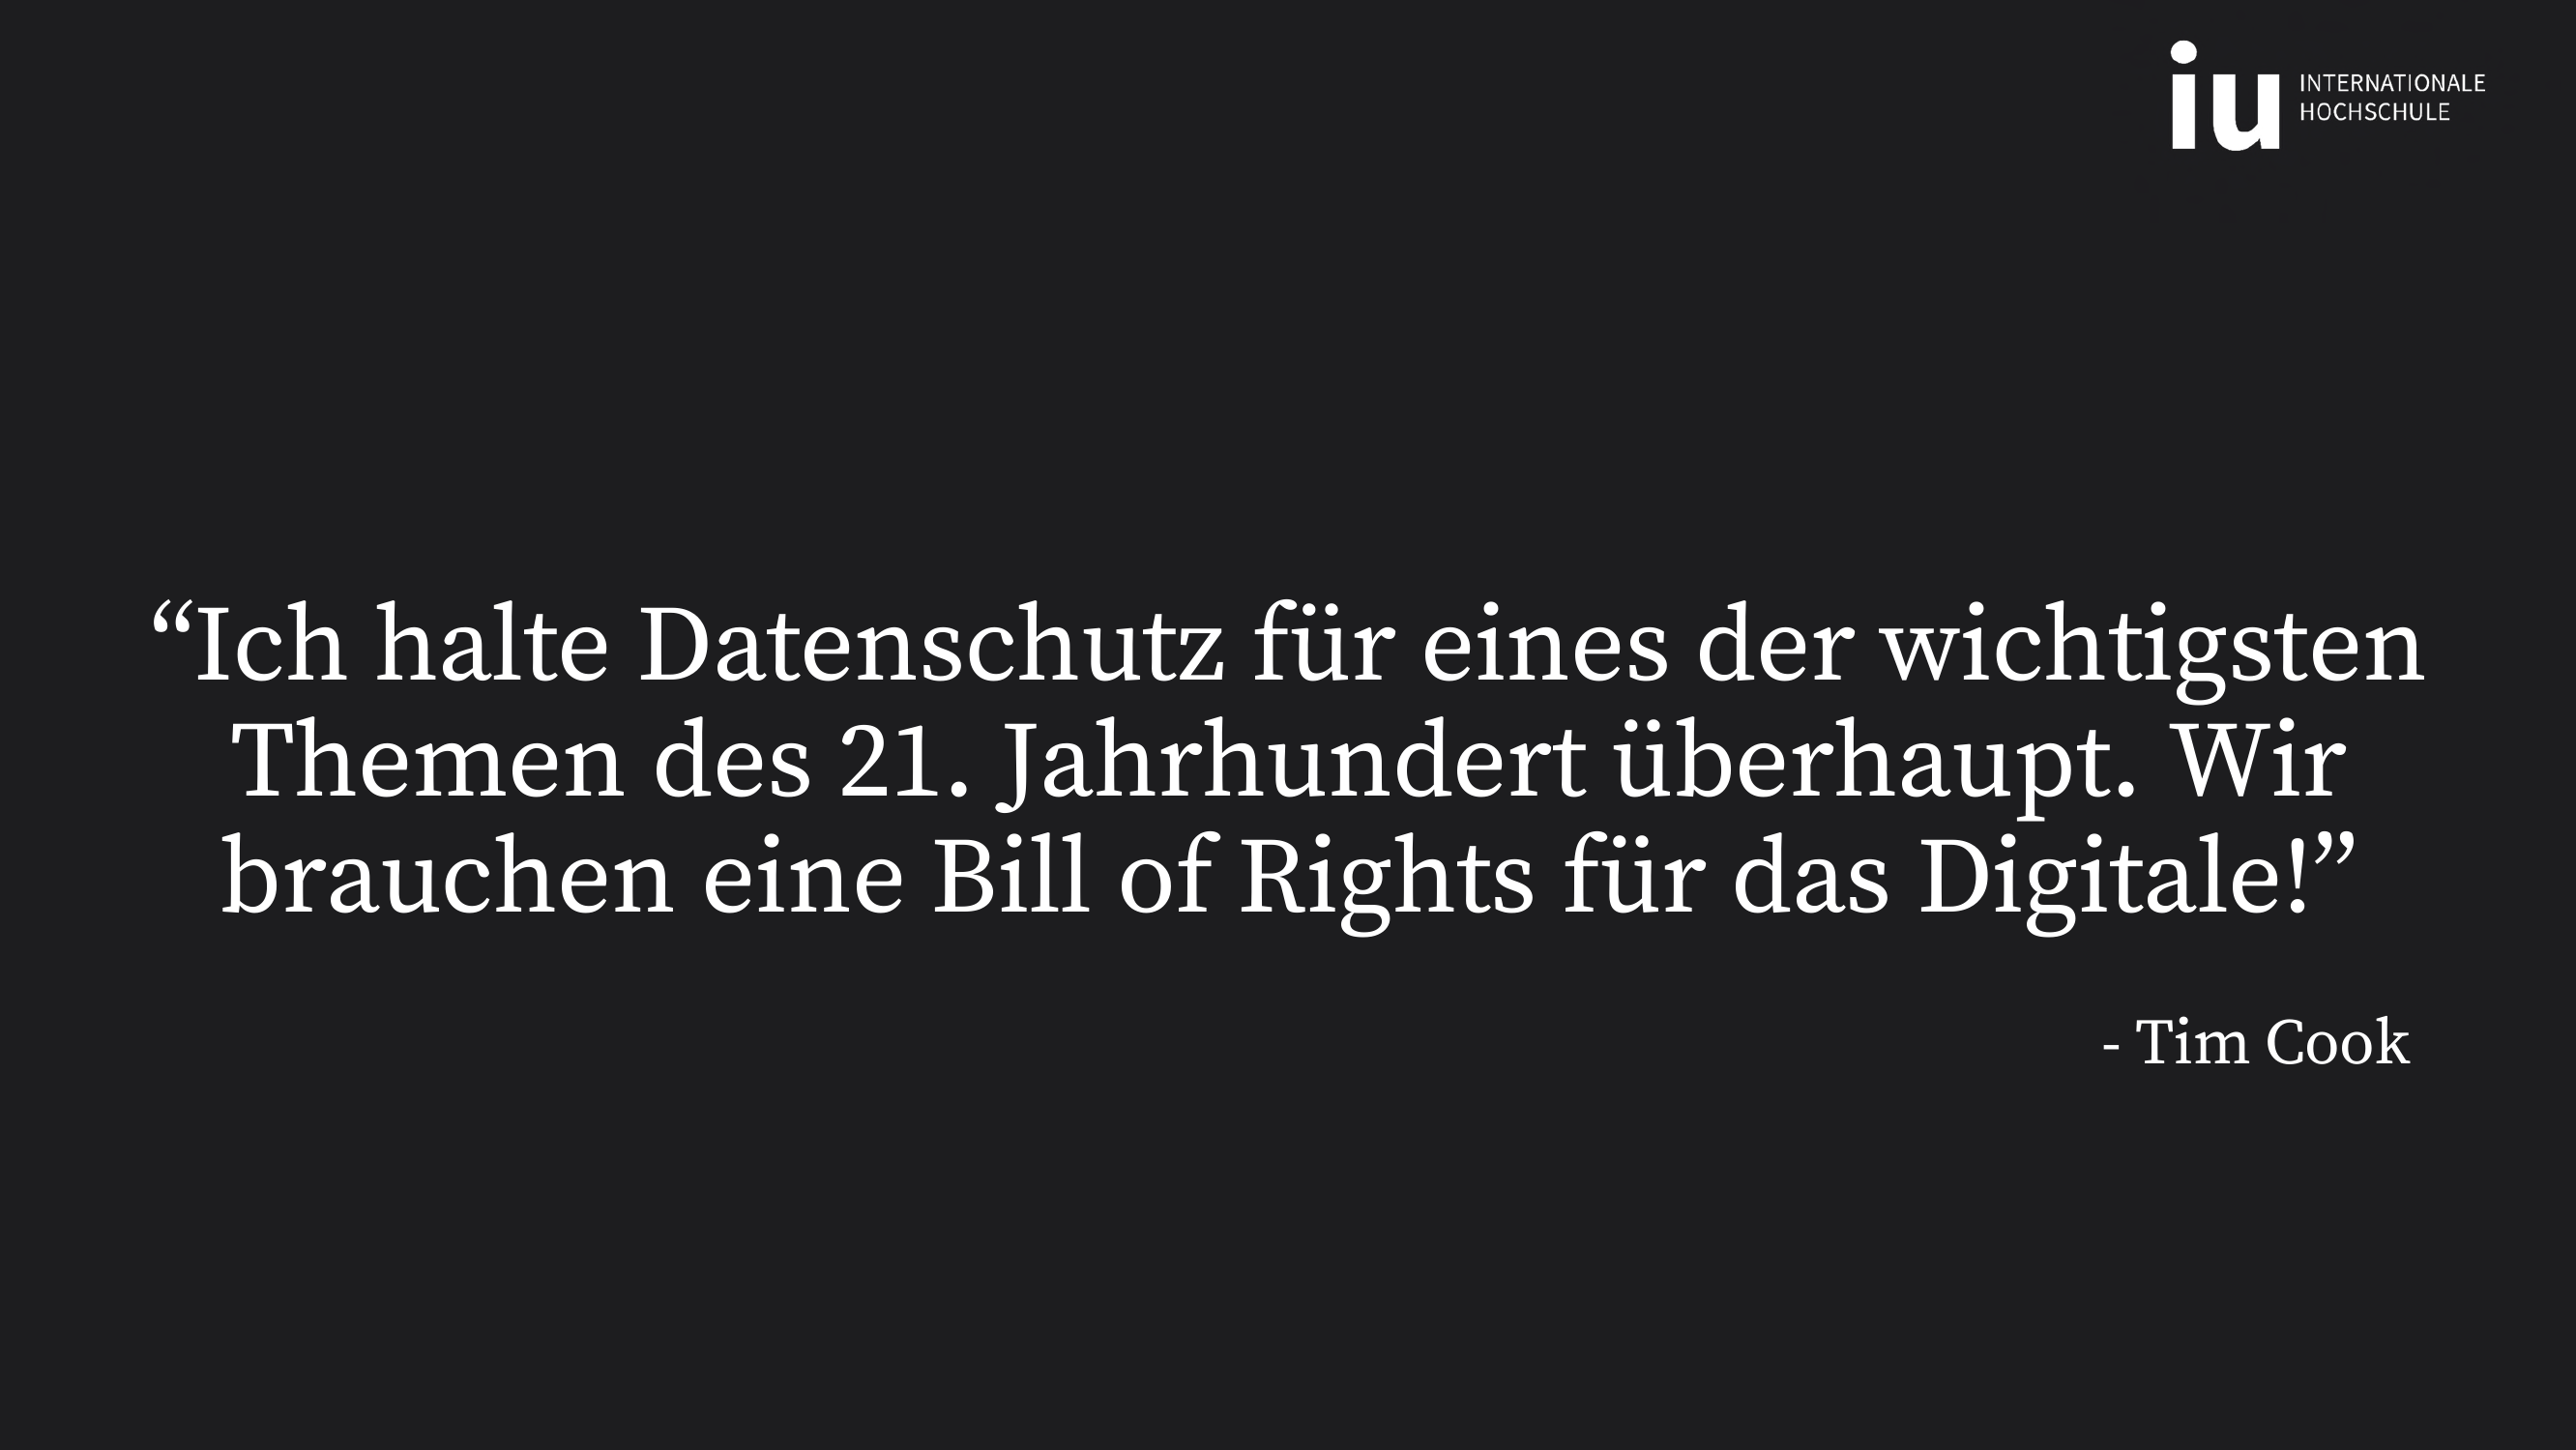 iu INTERNATIONALE
HOCHSCHULE
“Ich halte Datenschutz für eines der wichtigsten
Themen des 21. Jahrhundert überhaupt. Wir
brauchen eine Bill of Rights für das Digitale!”
- Tim Cook